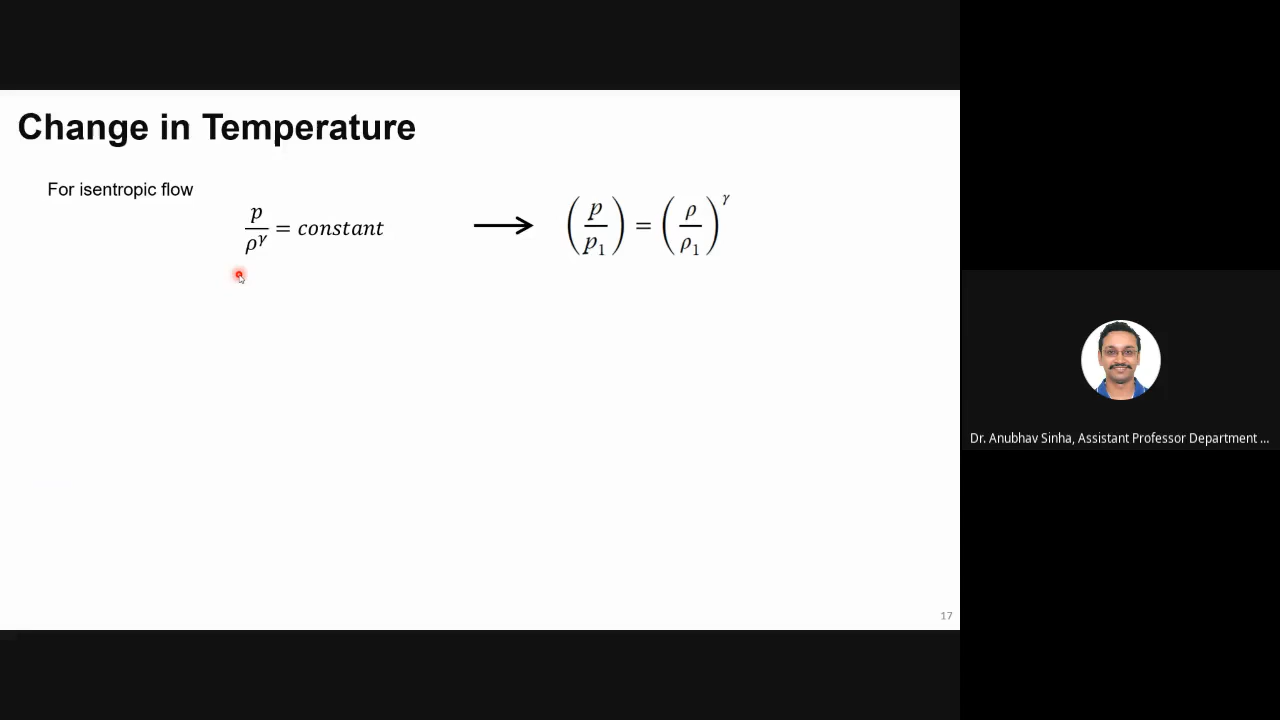 Change in Temperature
For isentropic flow
p/ρ^γ = constant ⟶ (p/p₁) = (ρ/ρ₁)^γ
Dr. Anubhav Sinha, Assistant Professor Department ...
17